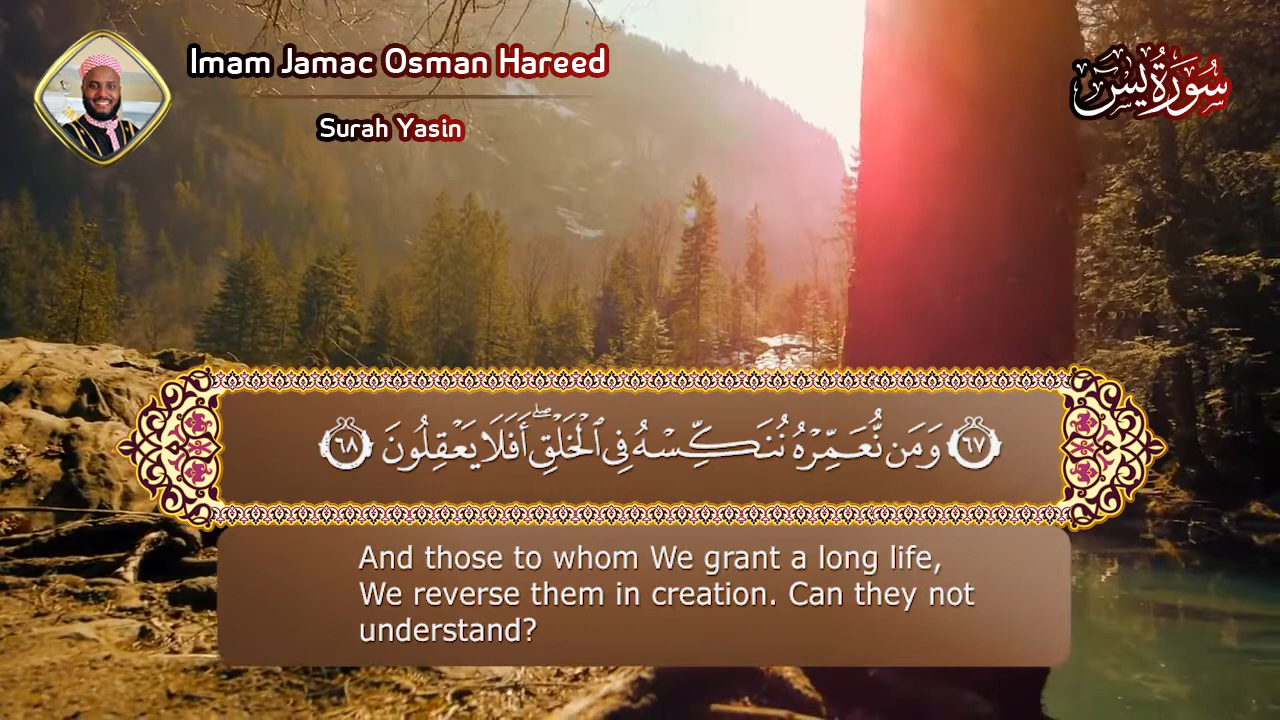 Imam Jamac Osman Hareed
سُورَةُ يسٓ
Surah Yasin
٦٧ وَمَن نُّعَمِّرْهُ نُنَكِّسْهُ فِى ٱلْخَلْقِ ۖ أَفَلَا يَعْقِلُونَ ٦٨
And those to whom We grant a long life,
We reverse them in creation. Can they not
understand?